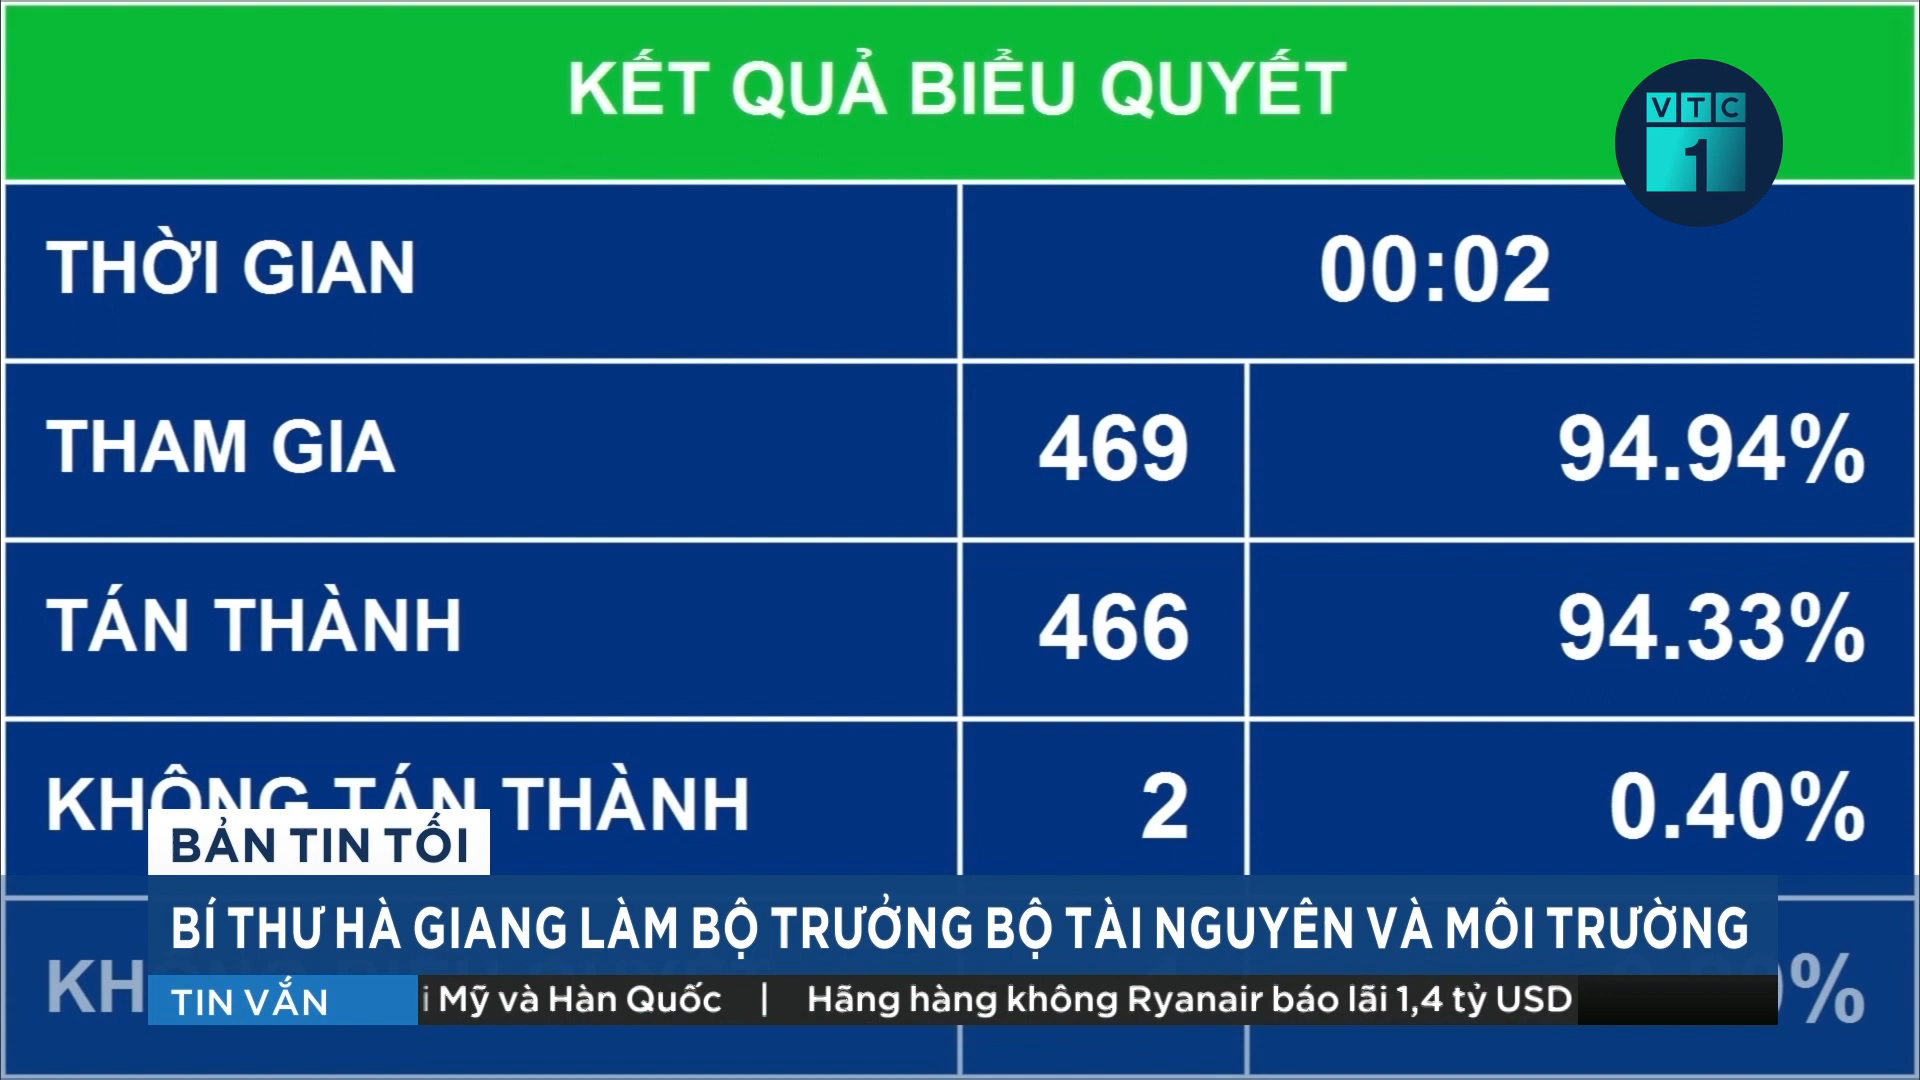 KẾT QUẢ BIỂU QUYẾT
VTC
1
THỜI GIAN 00:02
THAM GIA 469 94.94%
TÁN THÀNH 466 94.33%
KHÔNG TÁN THÀNH 2 0.40%
BẢN TIN TỐI
BÍ THƯ HÀ GIANG LÀM BỘ TRƯỞNG BỘ TÀI NGUYÊN VÀ MÔI TRƯỜNG
TIN VẮN i Mỹ và Hàn Quốc | Hãng hàng không Ryanair báo lãi 1,4 tỷ USD